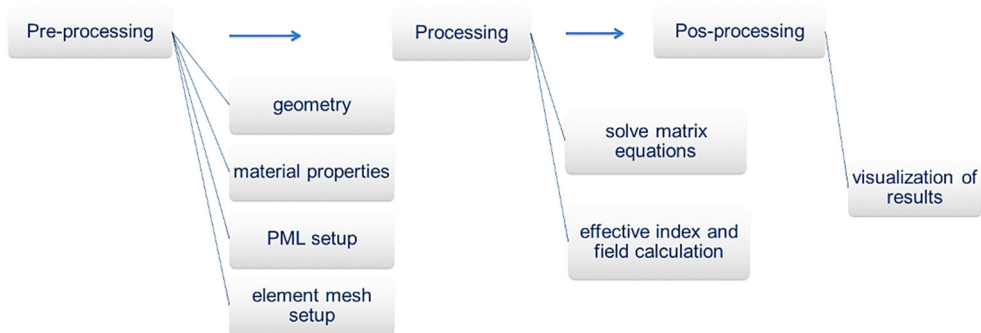 Pre-processing
Processing
Pos-processing
geometry
material properties
PML setup
element mesh
setup
solve matrix
equations
effective index and
field calculation
visualization of
results